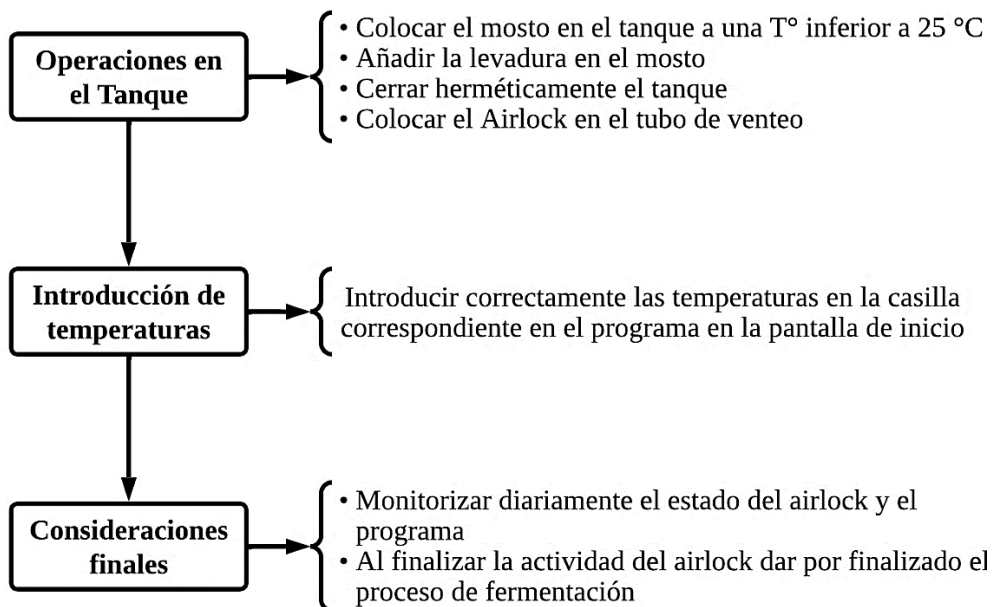 Operaciones en
el Tanque
• Colocar el mosto en el tanque a una T° inferior a 25 °C
• Añadir la levadura en el mosto
• Cerrar herméticamente el tanque
• Colocar el Airlock en el tubo de venteo
Introducción de
temperaturas
Introducir correctamente las temperaturas en la casilla
correspondiente en el programa en la pantalla de inicio
Consideraciones
finales
• Monitorizar diariamente el estado del airlock y el
programa
• Al finalizar la actividad del airlock dar por finalizado el
proceso de fermentación